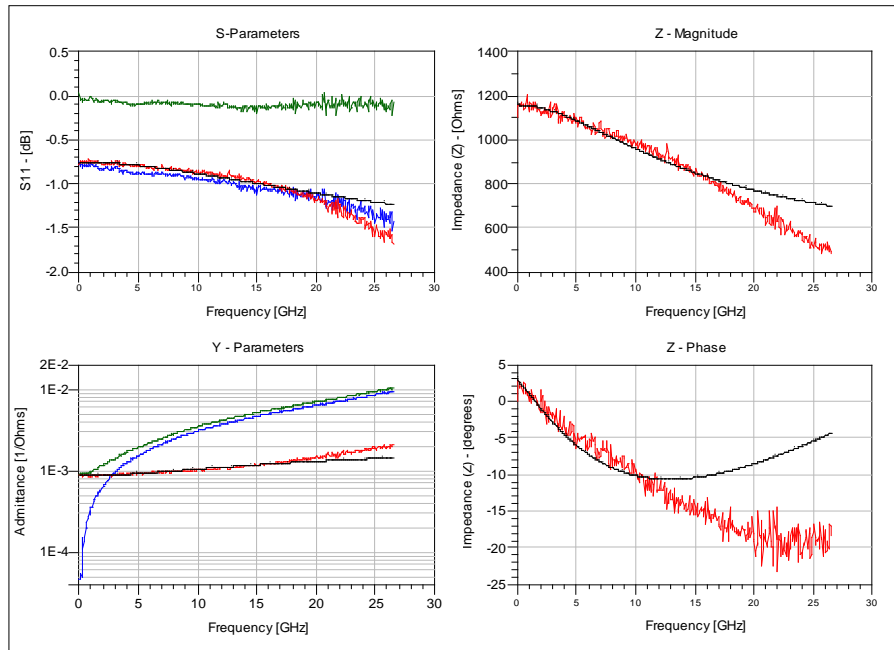 S-Parameters
S11 - [dB]
0.5
0.0
-0.5
-1.0
-1.5
-2.0
0 5 10 15 20 25 30
Frequency [GHz]
Z - Magnitude
Impedance (Z) - [Ohms]
1400
1200
1000
800
600
400
0 5 10 15 20 25 30
Frequency [GHz]
Y - Parameters
Admittance [1/Ohms]
2E-2
1E-2
1E-3
1E-4
0 5 10 15 20 25 30
Frequency [GHz]
Z - Phase
Impedance (Z) - [degrees]
5
0
-5
-10
-15
-20
-25
0 5 10 15 20 25 30
Frequency [GHz]